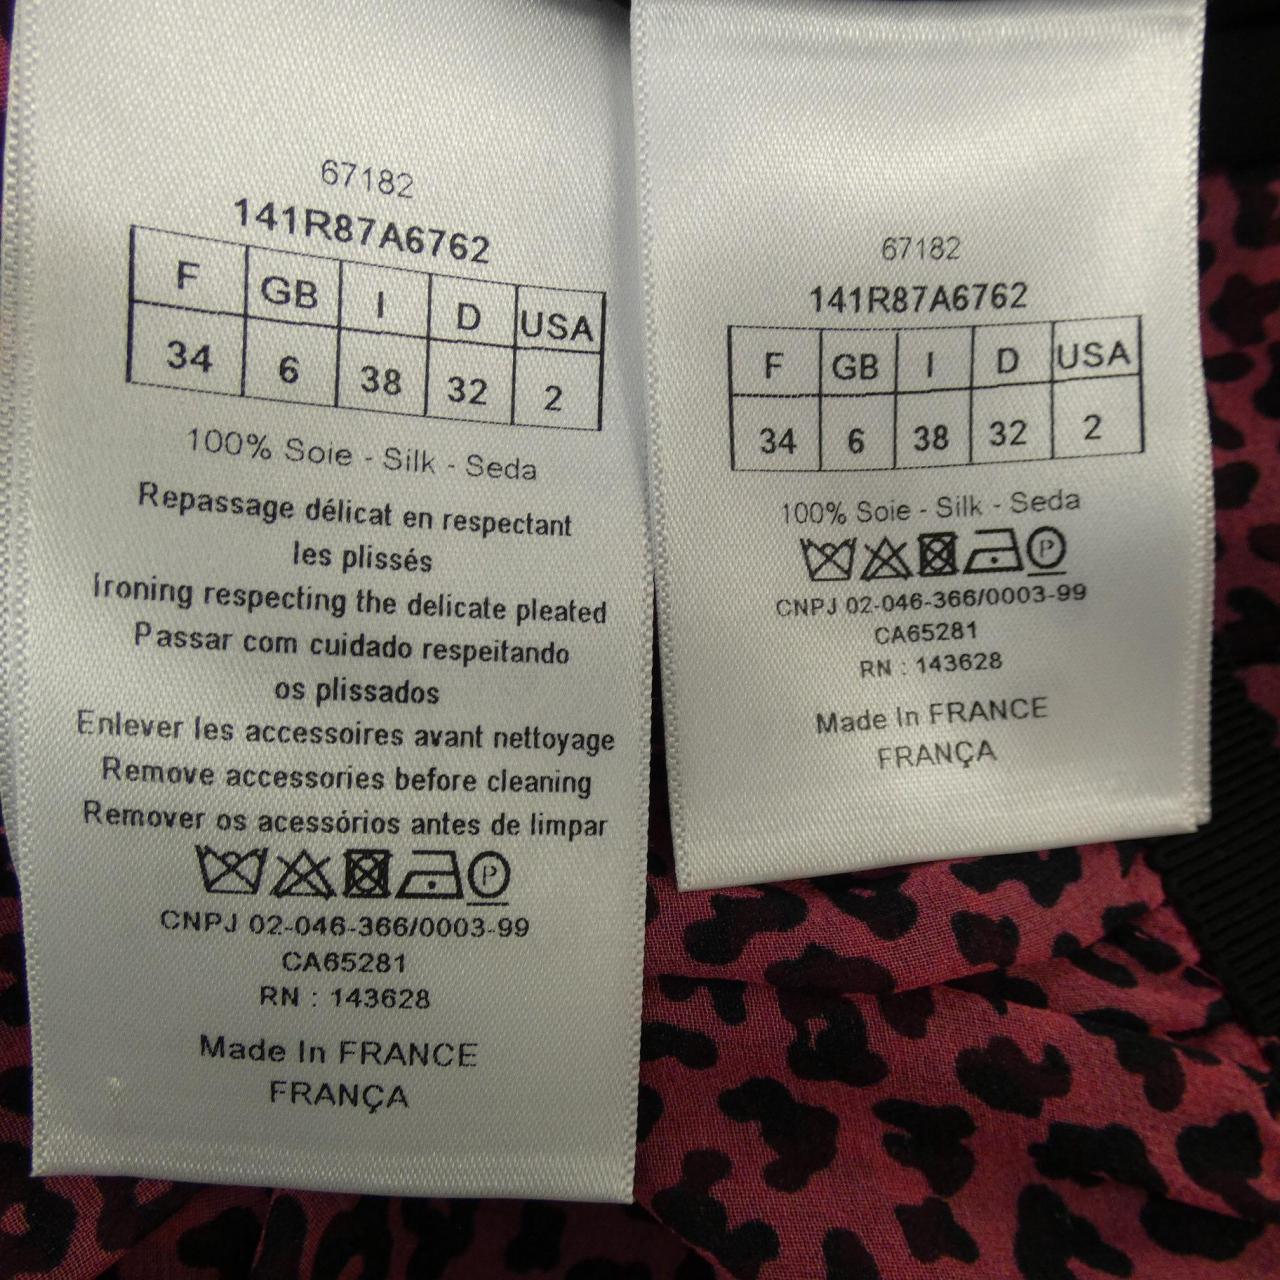 67182
141R87A6762
F GB I D USA
34 6 38 32 2
100% Soie - Silk - Seda
Repassage délicat en respectant
les plissés
Ironing respecting the delicate pleated
Passar com cuidado respeitando
os plissados
Enlever les accessoires avant nettoyage
Remove accessories before cleaning
Remover os acessórios antes de limpar
P
CNPJ 02-046-366/0003-99
CA65281
RN : 143628
Made In FRANCE
FRANÇA
67182
141R87A6762
F GB I D USA
34 6 38 32 2
100% Soie - Silk - Seda
P
CNPJ 02-046-366/0003-99
CA65281
RN : 143628
Made In FRANCE
FRANÇA